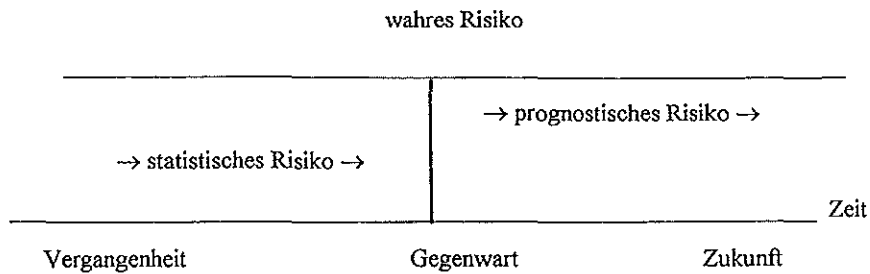 wahres Risiko
→ prognostisches Risiko →
→ statistisches Risiko →
Zeit
Vergangenheit Gegenwart Zukunft